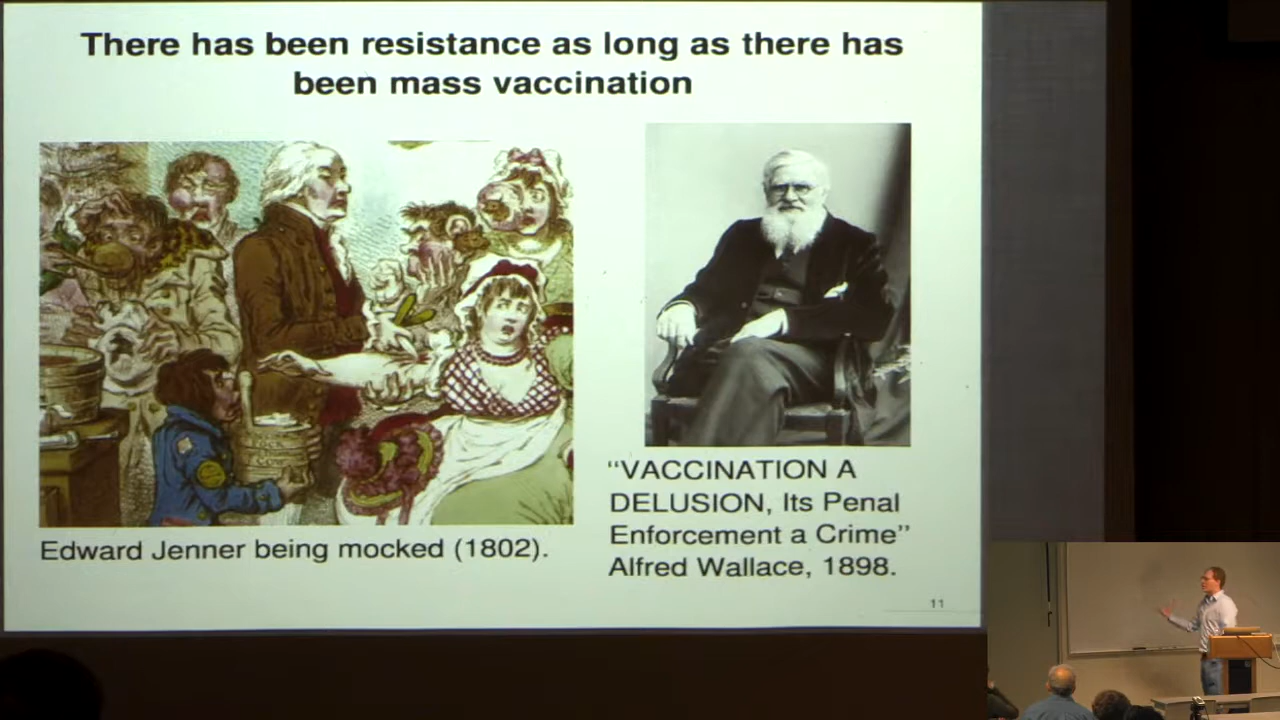 There has been resistance as long as there has
been mass vaccination
Edward Jenner being mocked (1802).
“VACCINATION A
DELUSION, Its Penal
Enforcement a Crime”
Alfred Wallace, 1898.
11